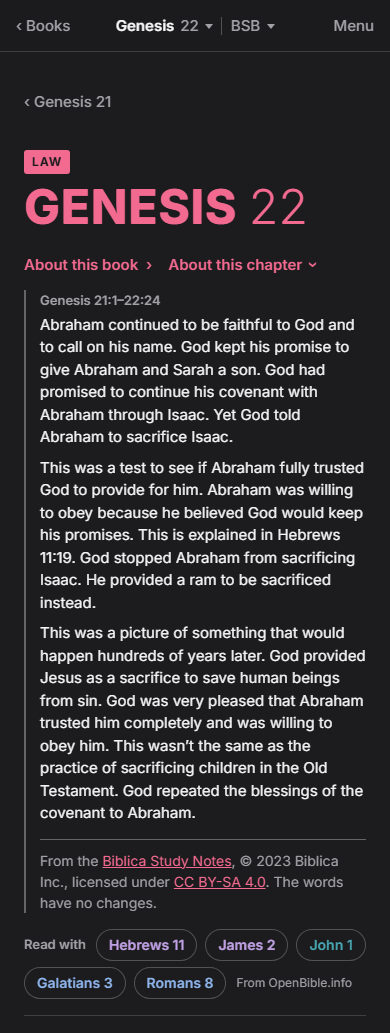 ‹ Books Genesis 22 BSB Menu
‹ Genesis 21
LAW
GENESIS 22
About this book › About this chapter
Genesis 21:1–22:24
Abraham continued to be faithful to God and
to call on his name. God kept his promise to
give Abraham and Sarah a son. God had
promised to continue his covenant with
Abraham through Isaac. Yet God told
Abraham to sacrifice Isaac.
This was a test to see if Abraham fully trusted
God to provide for him. Abraham was willing
to obey because he believed God would keep
his promises. This is explained in Hebrews
11:19. God stopped Abraham from sacrificing
Isaac. He provided a ram to be sacrificed
instead.
This was a picture of something that would
happen hundreds of years later. God provided
Jesus as a sacrifice to save human beings
from sin. God was very pleased that Abraham
trusted him completely and was willing to
obey him. This wasn’t the same as the
practice of sacrificing children in the Old
Testament. God repeated the blessings of the
covenant to Abraham.
From the Biblica Study Notes, © 2023 Biblica
Inc., licensed under CC BY-SA 4.0. The words
have no changes.
Read with Hebrews 11 James 2 John 1
Galatians 3 Romans 8 From OpenBible.info